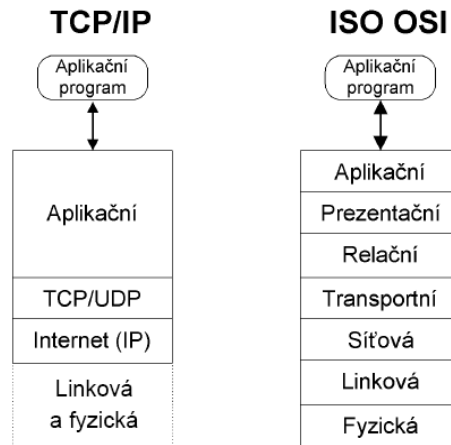 TCP/IP
Aplikační
program
Aplikační
TCP/UDP
Internet (IP)
Linková
a fyzická
ISO OSI
Aplikační
program
Aplikační
Prezentační
Relační
Transportní
Síťová
Linková
Fyzická